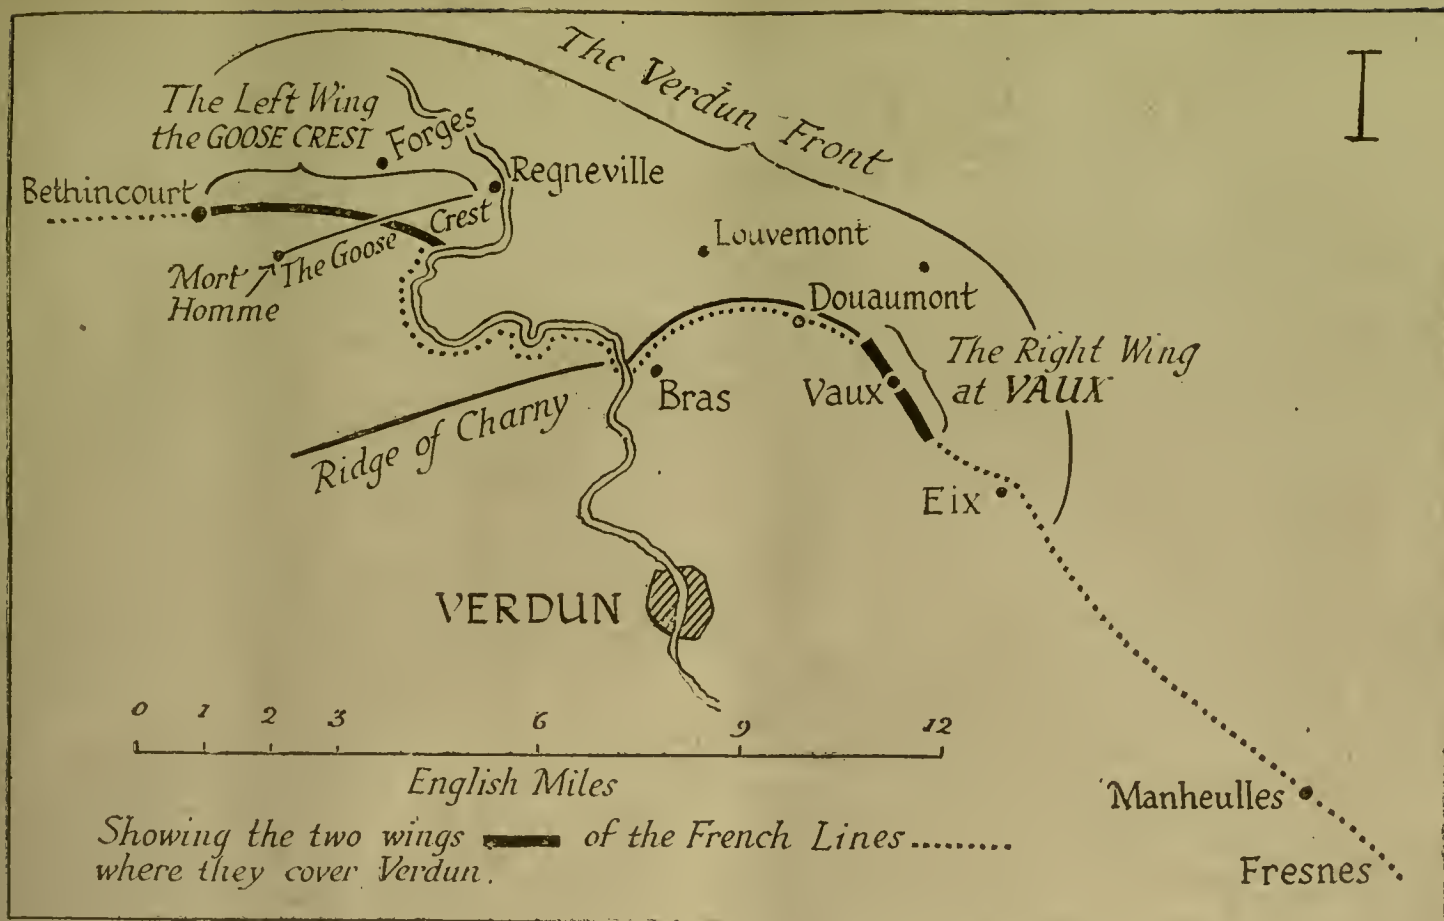 The Verdun Front
I
The Left Wing
the GOOSE CREST
Forges
Bethincourt
Regneville
The Goose Crest
Mort
Homme
Louvemont
Douaumont
The Right Wing
at VAUX
Vaux
Bras
Ridge of Charny
Eix
VERDUN
0 1 2 3 6 9 12
English Miles
Manheulles
Showing the two wings of the French Lines
where they cover Verdun.
Fresnes